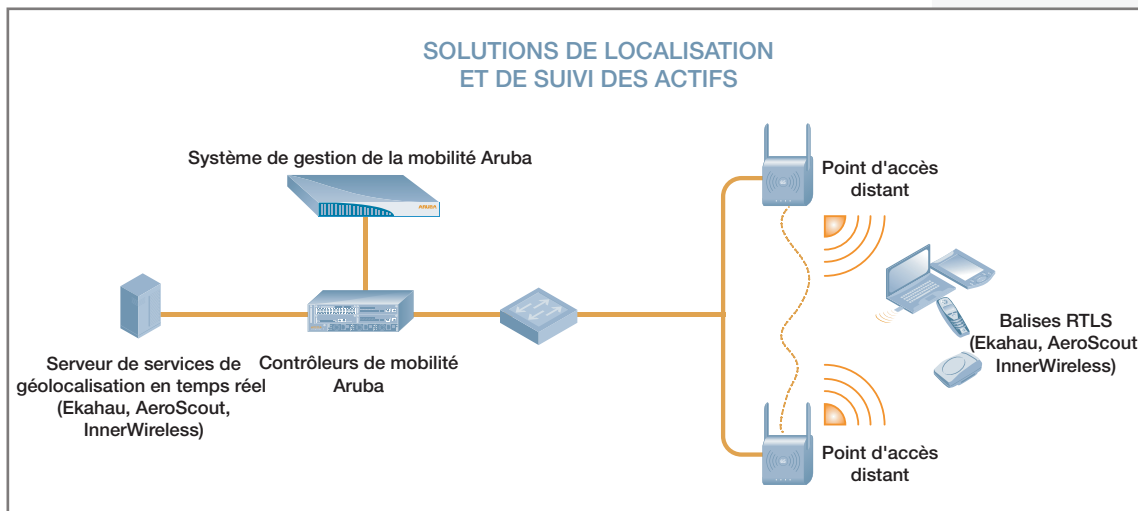 SOLUTIONS DE LOCALISATION
ET DE SUIVI DES ACTIFS
Système de gestion de la mobilité Aruba
ARUBA
Point d'accès
distant
Serveur de services de
géolocalisation en temps réel
(Ekahau, AeroScout,
InnerWireless)
Contrôleurs de mobilité
Aruba
Balises RTLS
(Ekahau, AeroScout
InnerWireless)
Point d'accès
distant